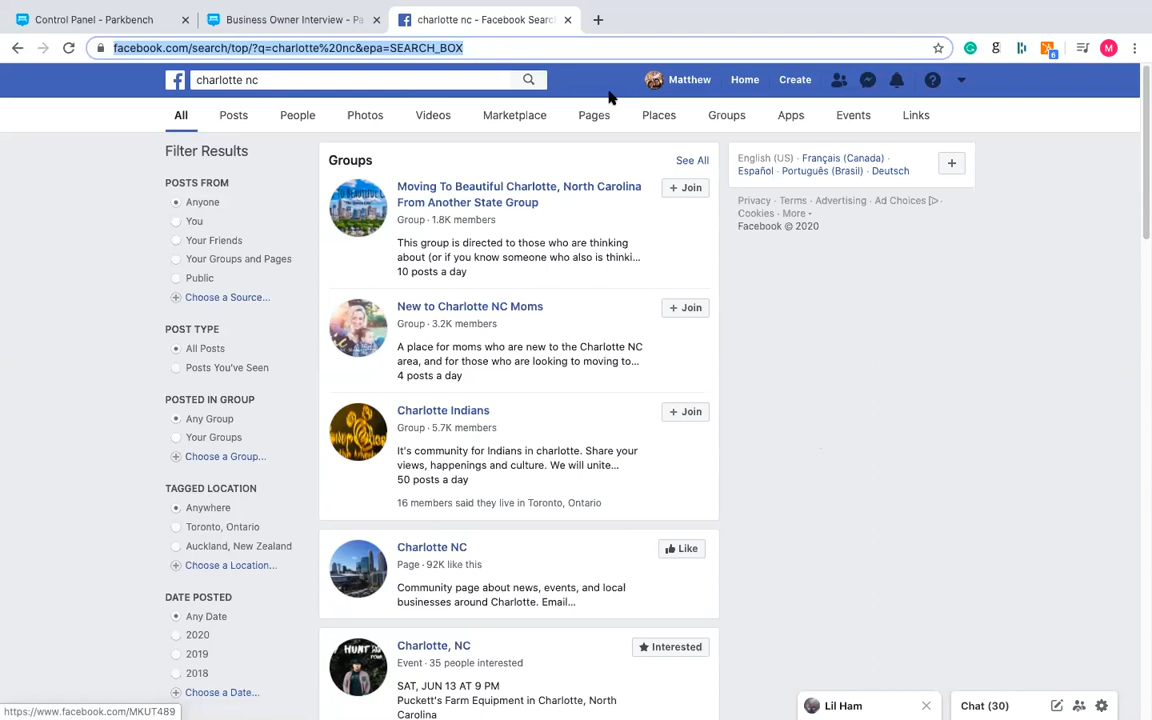 Control Panel - Parkbench
Business Owner Interview - Pa
charlotte nc - Facebook Searc
facebook.com/search/top/?q=charlotte%20nc&epa=SEARCH_BOX
6
M
charlotte nc
Matthew
Home
Create
All
Posts
People
Photos
Videos
Marketplace
Pages
Places
Groups
Apps
Events
Links
Filter Results
POSTS FROM
Anyone
You
Your Friends
Your Groups and Pages
Public
Choose a Source...
POST TYPE
All Posts
Posts You've Seen
POSTED IN GROUP
Any Group
Your Groups
Choose a Group...
TAGGED LOCATION
Anywhere
Toronto, Ontario
Auckland, New Zealand
Choose a Location...
DATE POSTED
Any Date
2020
2019
2018
Choose a Date...
Groups
See All
Moving To Beautiful Charlotte, North Carolina
From Another State Group
+ Join
Group · 1.8K members
This group is directed to those who are thinking
about (or if you know someone who also is thinki...
10 posts a day
New to Charlotte NC Moms
+ Join
Group · 3.2K members
A place for moms who are new to the Charlotte NC
area, and for those who are looking to moving to...
4 posts a day
Charlotte Indians
+ Join
Group · 5.7K members
It's community for Indians in charlotte. Share your
views, happenings and culture. We will unite...
50 posts a day
16 members said they live in Toronto, Ontario
Charlotte NC
Like
Page · 92K like this
Community page about news, events, and local
businesses around Charlotte. Email...
Charlotte, NC
Interested
Event · 35 people interested
SAT, JUN 13 AT 9 PM
Puckett's Farm Equipment in Charlotte, North
Carolina
HUNT
English (US) · Français (Canada) ·
Español · Português (Brasil) · Deutsch
Privacy · Terms · Advertising · Ad Choices ·
Cookies · More
Facebook © 2020
Lil Ham
Chat (30)
https://www.facebook.com/MKUT489